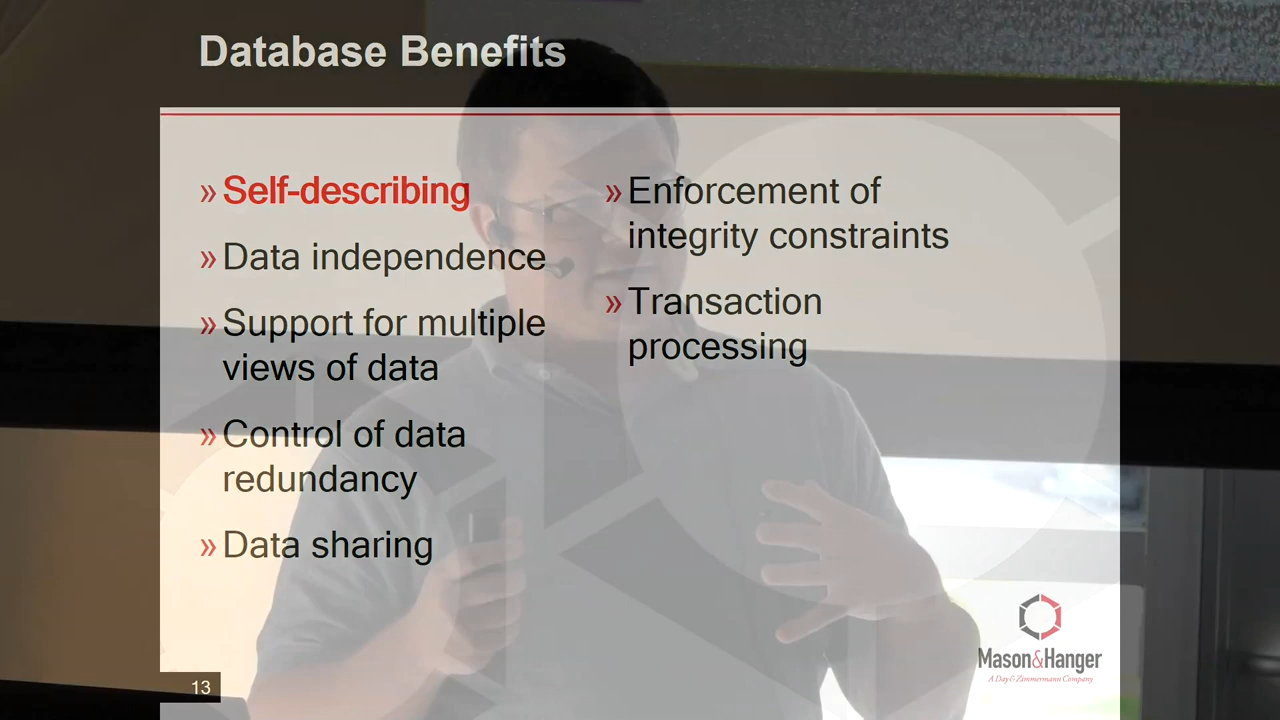 Database Benefits
» Self-describing
» Data independence
» Support for multiple
views of data
» Control of data
redundancy
» Data sharing
» Enforcement of
integrity constraints
» Transaction
processing
Mason&Hanger
A Day & Zimmermann Company
13